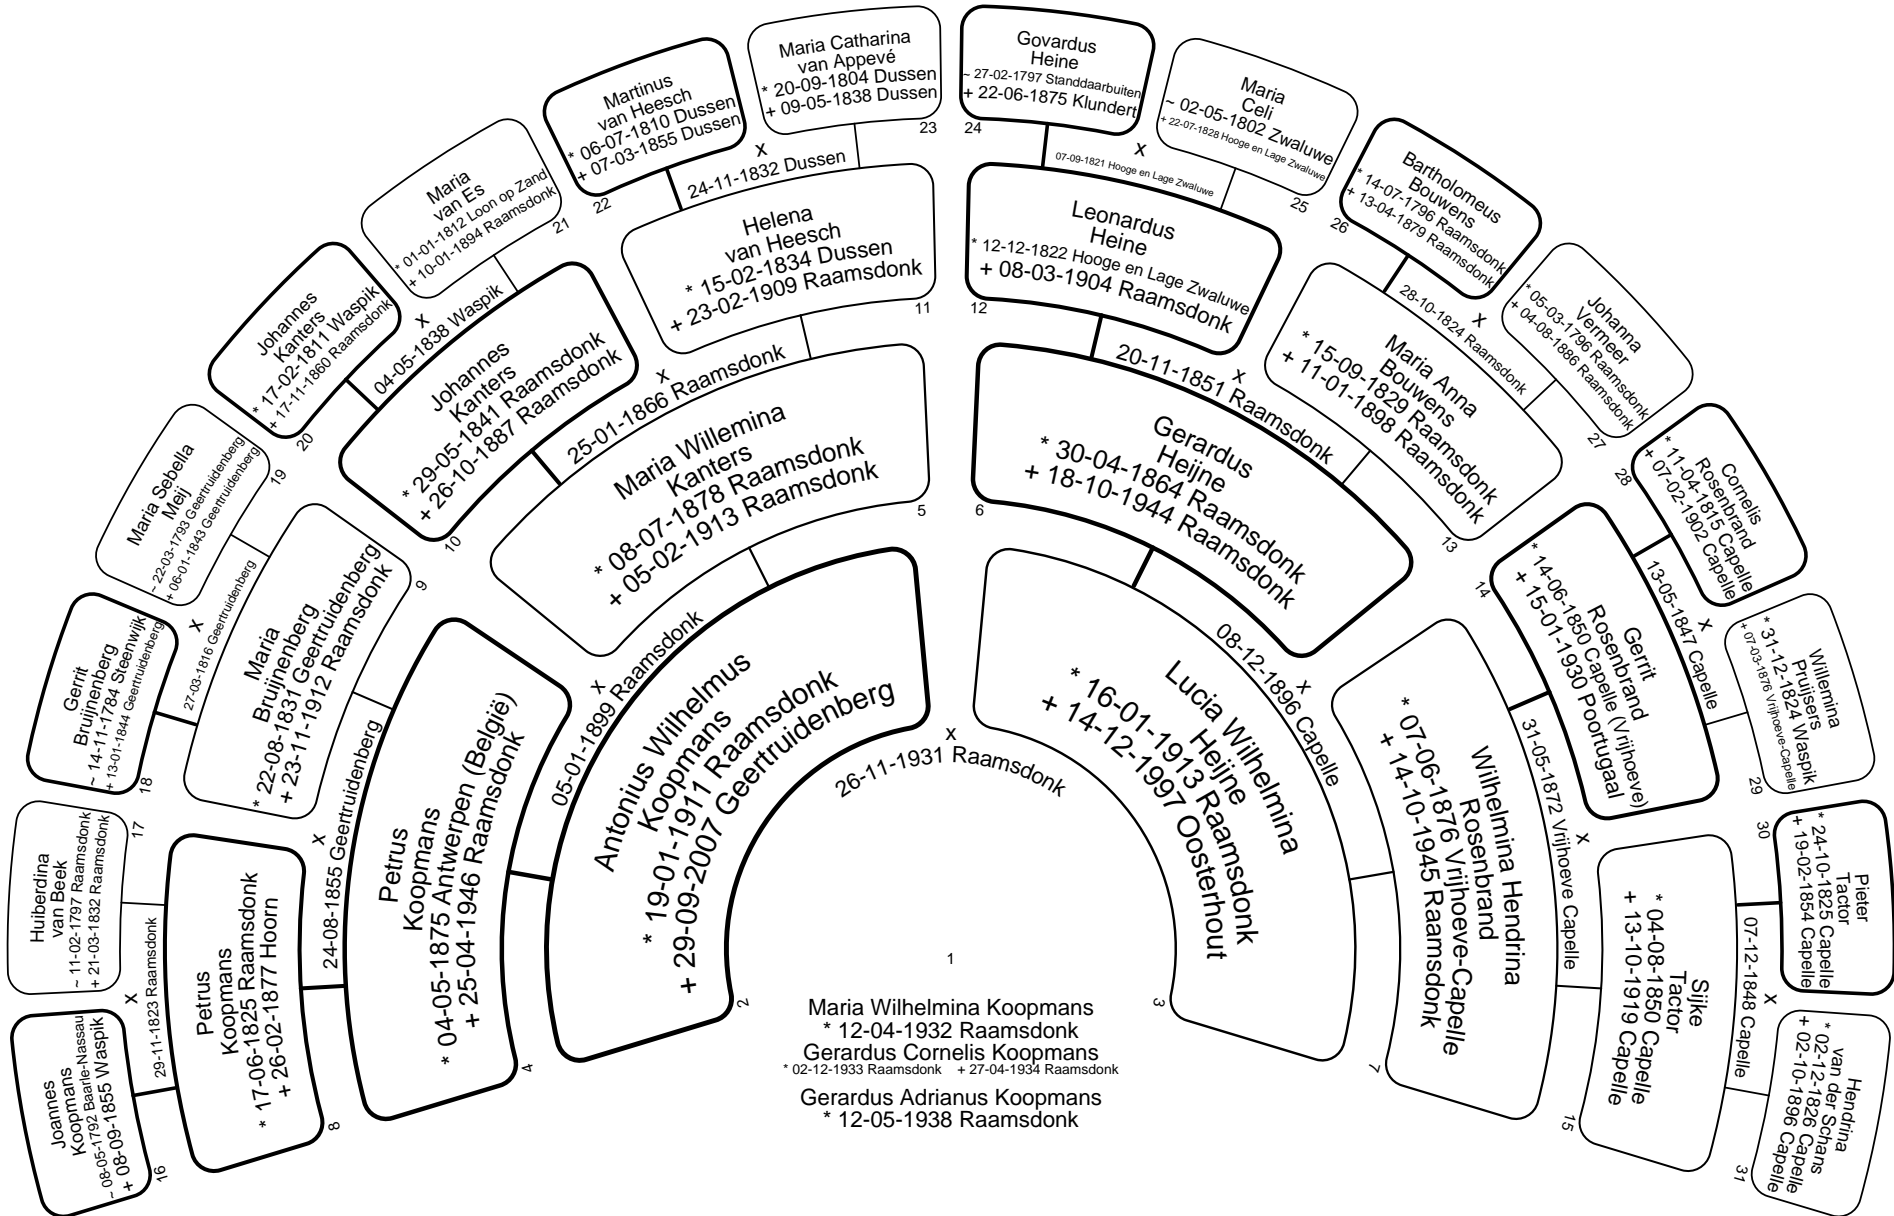 1
Maria Wilhelmina Koopmans
* 12-04-1932 Raamsdonk
Gerardus Cornelis Koopmans
* 02-12-1933 Raamsdonk + 27-04-1934 Raamsdonk
Gerardus Adrianus Koopmans
* 12-05-1938 Raamsdonk
Antonius Wilhelmus
Koopmans
* 19-01-1911 Raamsdonk
+ 29-09-2007 Geertruidenberg
2
x
26-11-1931 Raamsdonk
Lucia Wilhelmina
Heijne
* 16-01-1913 Raamsdonk
+ 14-12-1997 Oosterhout
3
Petrus
Koopmans
* 04-05-1875 Antwerpen (België)
+ 25-04-1946 Raamsdonk
4
x
05-01-1899 Raamsdonk
Maria Willemina
Kanters
* 08-07-1878 Raamsdonk
+ 05-02-1913 Raamsdonk
5
Gerardus
Heijne
* 30-04-1864 Raamsdonk
+ 18-10-1944 Raamsdonk
6
x
08-12-1896 Capelle
Wilhelmina Hendrina
Rosenbrand
* 07-06-1876 Vrijhoeve-Capelle
+ 14-10-1945 Raamsdonk
7
Petrus
Koopmans
* 17-06-1825 Raamsdonk
+ 26-02-1877 Hoorn
8
x
24-08-1855 Geertruidenberg
Maria
Bruijnenberg
* 22-08-1831 Geertruidenberg
+ 23-11-1912 Raamsdonk
9
Johannes
Kanters
* 29-05-1841 Raamsdonk
+ 26-10-1887 Raamsdonk
10
x
25-01-1866 Raamsdonk
Helena
van Heesch
* 15-02-1834 Dussen
+ 23-02-1909 Raamsdonk
11
Leonardus
Heine
* 12-12-1822 Hooge en Lage Zwaluwe
+ 08-03-1904 Raamsdonk
12
x
20-11-1851 Raamsdonk
Maria Anna
Bouwens
* 15-09-1829 Raamsdonk
+ 11-01-1898 Raamsdonk
13
Gerrit
Rosenbrand
* 14-06-1850 Capelle (Vrijhoeve)
+ 15-01-1930 Poortugaal
14
x
31-05-1872 Vrijhoeve Capelle
Sijke
Tactor
* 04-08-1850 Capelle
+ 13-10-1919 Capelle
15
Joannes
Koopmans
~ 08-05-1792 Baarle-Nassau
+ 08-09-1855 Waspik
16
x
29-11-1823 Raamsdonk
Huiberdina
van Beek
~ 11-02-1797 Raamsdonk
+ 21-03-1832 Raamsdonk
17
Gerrit
Bruijnenberg
~ 14-11-1784 Steenwijk
+ 13-01-1844 Geertruidenberg
18
x
27-03-1816 Geertruidenberg
Maria Sebella
Meij
~ 22-03-1793 Geertruidenberg
+ 06-01-1843 Geertruidenberg
19
Johannes
Kanters
* 17-02-1811 Waspik
+ 17-11-1860 Raamsdonk
20
x
04-05-1838 Waspik
Maria
van Es
* 01-01-1812 Loon op Zand
+ 10-01-1894 Raamsdonk
21
Martinus
van Heesch
* 06-07-1810 Dussen
+ 07-03-1855 Dussen
22
x
24-11-1832 Dussen
Maria Catharina
van Appevé
* 20-09-1804 Dussen
+ 09-05-1838 Dussen
23
Govardus
Heine
~ 27-02-1797 Standdaarbuiten
+ 22-06-1875 Klundert
24
x
07-09-1821 Hooge en Lage Zwaluwe
Maria
Celi
~ 02-05-1802 Zwaluwe
+ 22-07-1828 Hooge en Lage Zwaluwe
25
Bartholomeus
Bouwens
* 14-07-1796 Raamsdonk
+ 13-04-1879 Raamsdonk
26
x
28-10-1824 Raamsdonk
Johanna
Vermeer
* 05-03-1796 Raamsdonk
+ 04-08-1886 Raamsdonk
27
Cornelis
Rosenbrand
* 11-04-1815 Capelle
+ 07-02-1902 Capelle
28
x
13-05-1847 Capelle
Willemina
Pruijsers
* 31-12-1824 Waspik
+ 07-03-1876 Vrijhoeve-Capelle
29
Pieter
Tactor
* 24-10-1825 Capelle
+ 19-02-1854 Capelle
30
x
07-12-1848 Capelle
Hendrina
van der Schans
* 02-12-1826 Capelle
+ 02-10-1896 Capelle
31